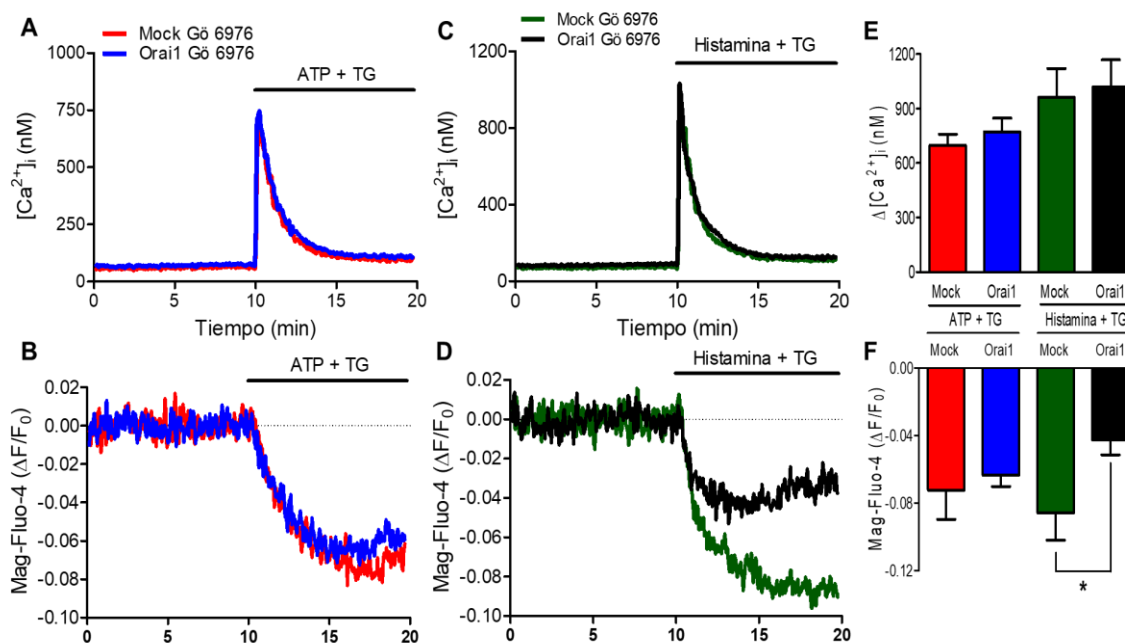 A
Mock Gö 6976
Orai1 Gö 6976
1000
750
500
250
0
[Ca²⁺]ᵢ (nM)
ATP + TG
0 5 10 15 20
Tiempo (min)
B
ATP + TG
0.02
0.00
-0.02
-0.04
-0.06
-0.08
-0.10
Mag-Fluo-4 (ΔF/F₀)
0 5 10 15 20
C
Mock Gö 6976
Orai1 Gö 6976
1200
800
400
0
[Ca²⁺]ᵢ (nM)
Histamina + TG
0 5 10 15 20
Tiempo (min)
D
Histamina + TG
0.02
0.00
-0.02
-0.04
-0.06
-0.08
-0.10
Mag-Fluo-4 (ΔF/F₀)
0 5 10 15 20
E
1200
900
600
300
0
Δ[Ca²⁺]ᵢ (nM)
Mock Orai1 Mock Orai1
ATP + TG Histamina + TG
F
Mock Orai1 Mock Orai1
0.00
-0.04
-0.08
-0.12
Mag-Fluo-4 (ΔF/F₀)
*